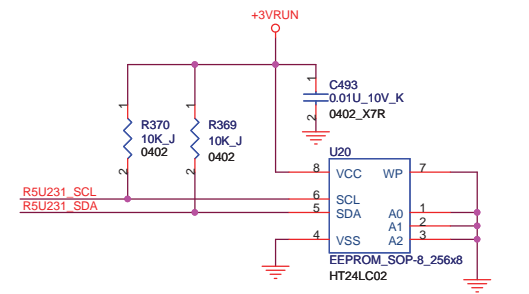 +3VRUN
1
C493
0.01U_10V_K
2
0402_X7R
1
R370
10K_J
0402
2
1
R369
10K_J
0402
2
U20
8 VCC WP 7
R5U231_SCL 6 SCL
R5U231_SDA 5 SDA A0 1
A1 2
4 VSS A2 3
EEPROM_SOP-8_256x8
HT24LC02